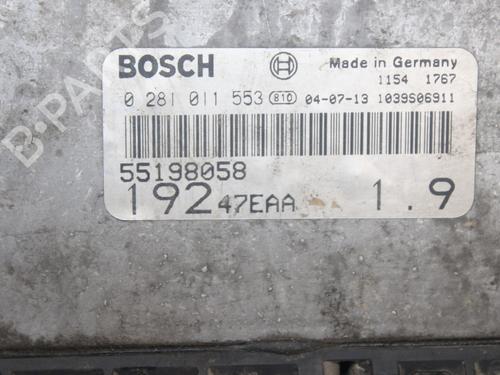 BOSCH Made in Germany
1154 1767
0 281 011 553 810 04-07-13 1039S06911
55198058
192 47EAA 1.9
B-PARTS